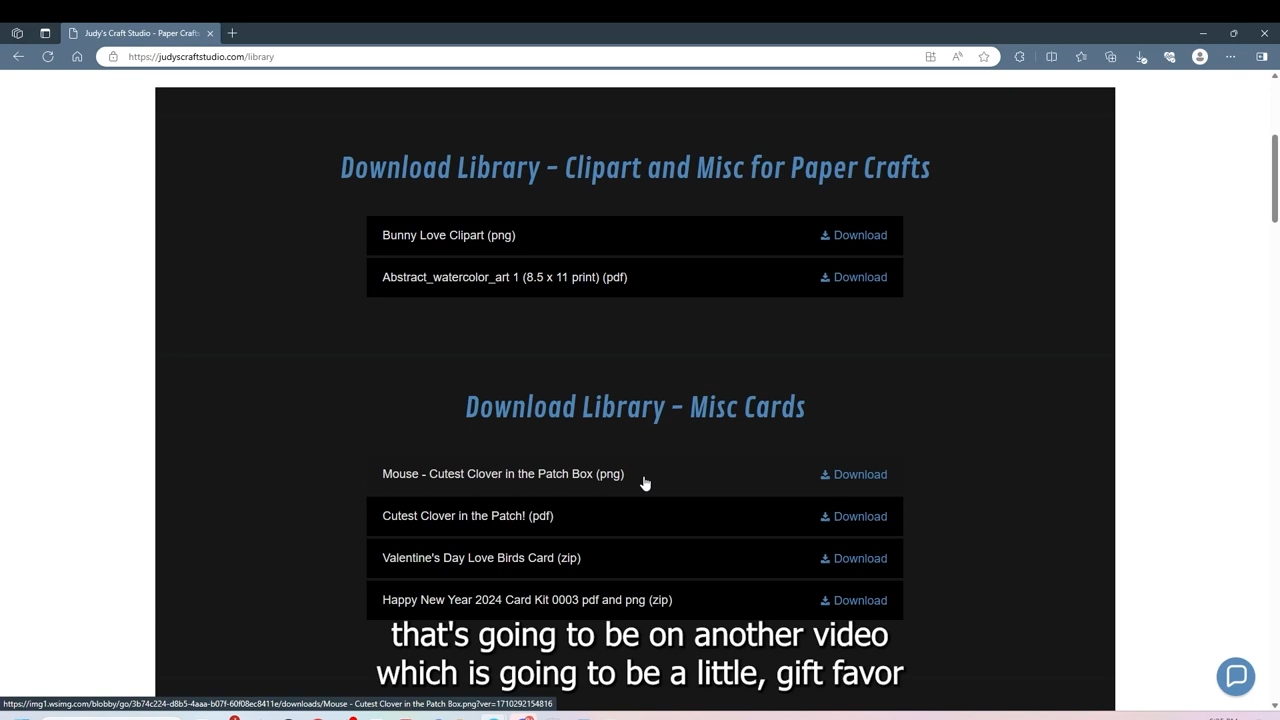 Judy's Craft Studio - Paper Craft
https://judyscraftstudio.com/library
Download Library - Clipart and Misc for Paper Crafts
Bunny Love Clipart (png) Download
Abstract_watercolor_art 1 (8.5 x 11 print) (pdf) Download
Download Library - Misc Cards
Mouse - Cutest Clover in the Patch Box (png) Download
Cutest Clover in the Patch! (pdf) Download
Valentine's Day Love Birds Card (zip) Download
Happy New Year 2024 Card Kit 0003 pdf and png (zip) Download
that's going to be on another video
which is going to be a little, gift favor
https://img1.wsimg.com/blobby/go/3b74c224-d8b5-4aaa-b07f-60f08ec8411e/downloads/Mouse - Cutest Clover in the Patch Box.png?ver=1710292154816